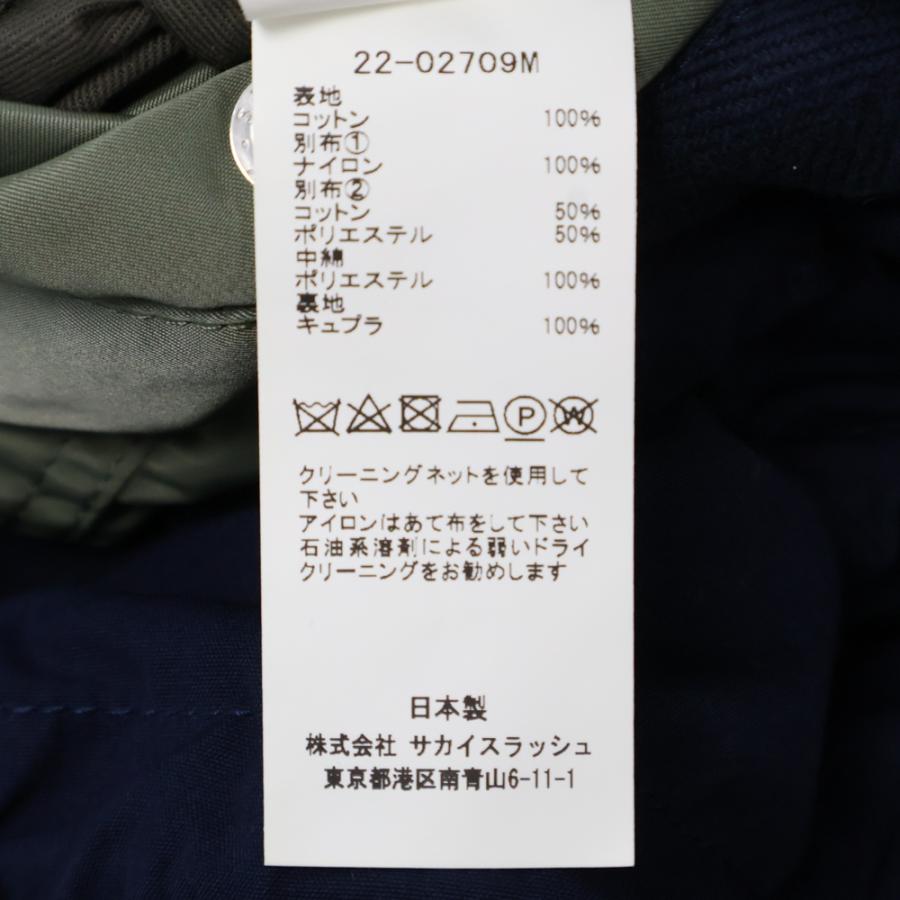 22-02709M
表地
コットン 100%
別布①
ナイロン 100%
別布②
コットン 50%
ポリエステル 50%
中綿
ポリエステル 100%
裏地
キュプラ 100%
P W
クリーニングネットを使用して
下さい
アイロンはあて布をして下さい
石油系溶剤による弱いドライ
クリーニングをお勧めします
日本製
株式会社 サカイスラッシュ
東京都港区南青山6-11-1